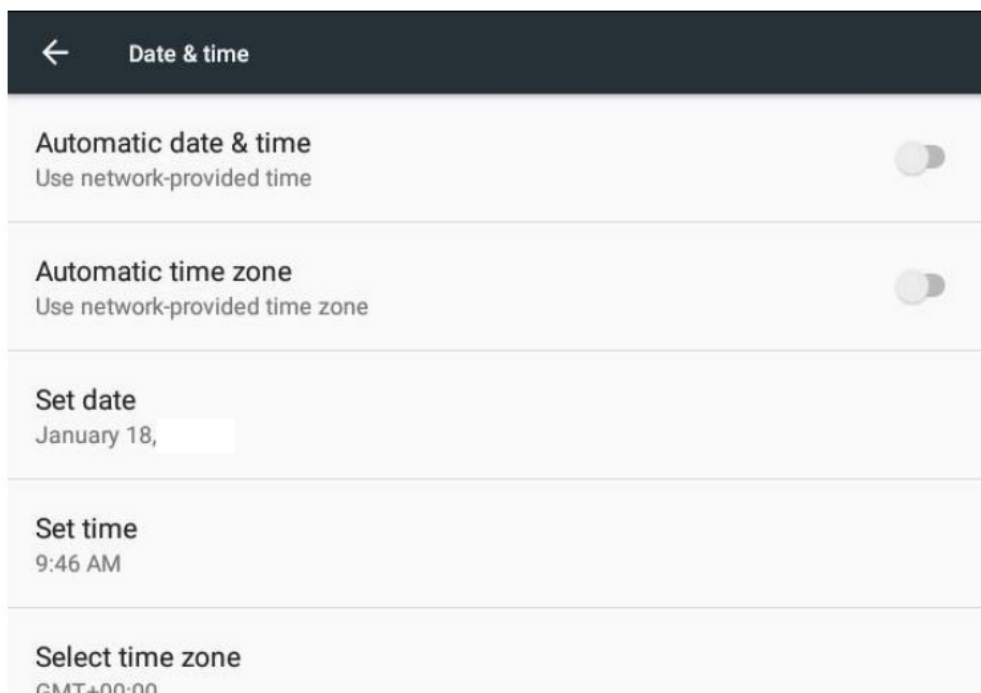 Date & time
Automatic date & time
Use network-provided time
Automatic time zone
Use network-provided time zone
Set date
January 18,
Set time
9:46 AM
Select time zone
GMT+00:00